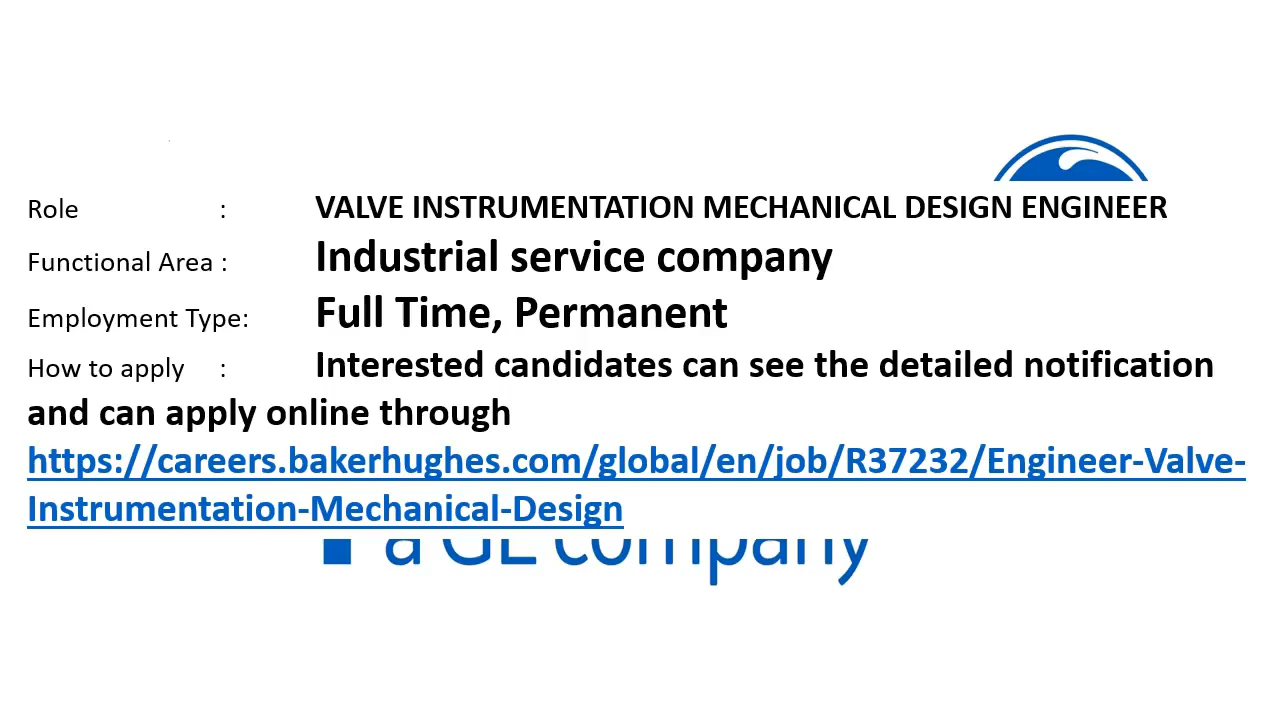 Role : VALVE INSTRUMENTATION MECHANICAL DESIGN ENGINEER
Functional Area : Industrial service company
Employment Type: Full Time, Permanent
How to apply : Interested candidates can see the detailed notification
and can apply online through
https://careers.bakerhughes.com/global/en/job/R37232/Engineer-Valve-
Instrumentation-Mechanical-Design
a GE company